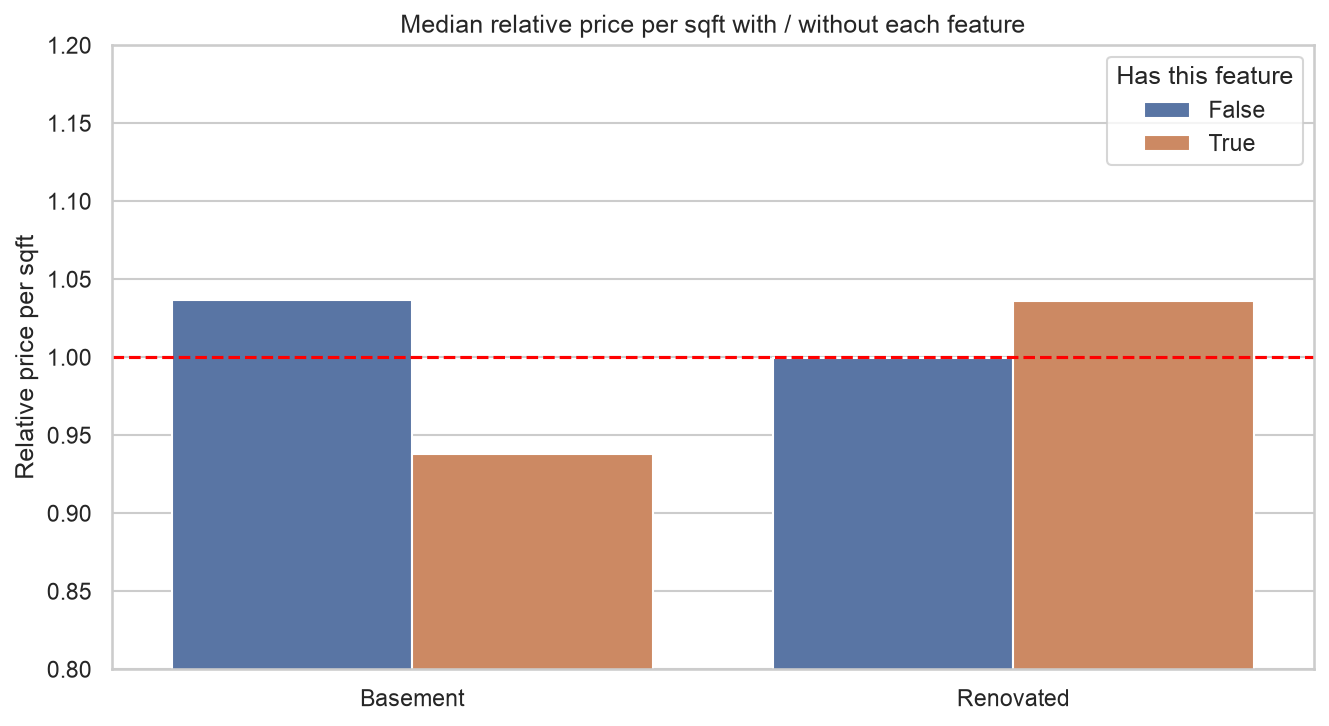 Median relative price per sqft with / without each feature
Has this feature
False
True
Relative price per sqft
1.20
1.15
1.10
1.05
1.00
0.95
0.90
0.85
0.80
Basement
Renovated